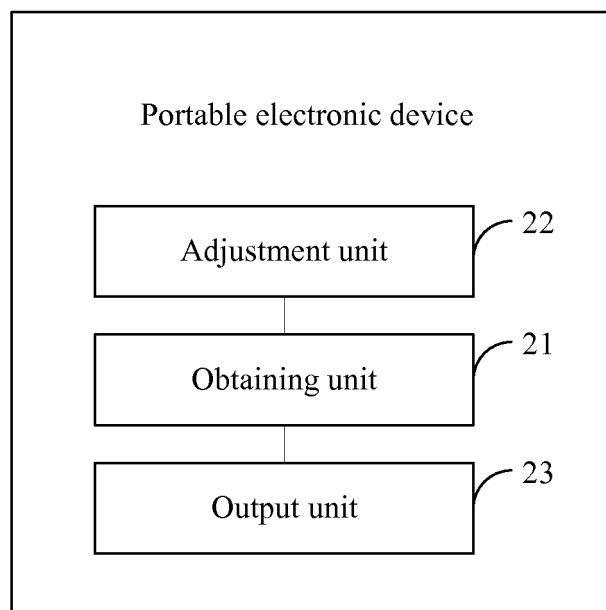 Portable electronic device
22
Adjustment unit
21
Obtaining unit
23
Output unit